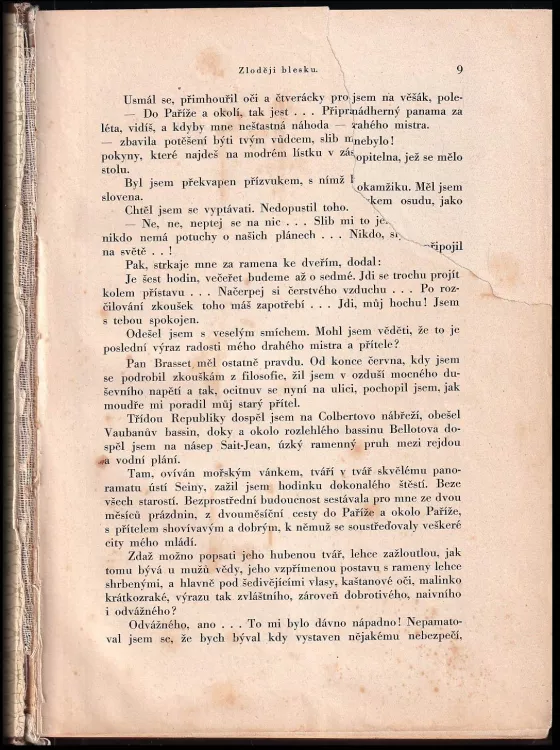 Zloději blesku. 9
Usmál se, přimhouřil oči a čtverácky pro jsem na věšák, pole-
— Do Paříže a okolí, tak jest . . . Připr nádherný panama za
léta, vidíš, a kdyby mne nešťastná náhoda — rahého mistra.
— zbavila potěšení býti tvým vůdcem, slib m nebylo!
pokyny, které najdeš na modrém lístku v zás opitelna, jež se mělo
stolu.
Byl jsem překvapen přízvukem, s nímž okamžiku. Měl jsem
slovena. kem osudu, jako
Chtěl jsem se vyptávati. Nedopustil toho.
— Ne, ne, neptej se na nic . . . Slib mi to je.
nikdo nemá potuchy o našich plánech . . . Nikdo, připojil
na světě . . !
Pak, strkaje mne za ramena ke dveřím, dodal:
Je šest hodin, večeřet budeme až o sedmé. Jdi se trochu projít
kolem přístavu . . . Načerpej si čerstvého vzduchu . . . Po roz-
čilování zkoušek toho máš zapotřebí . . . Jdi, můj hochu! Jsem
s tebou spokojen.
Odešel jsem s veselým smíchem. Mohl jsem věděti, že to je
poslední výraz radosti mého drahého mistra a přítele?
Pan Brasset měl ostatně pravdu. Od konce června, kdy jsem
se podrobil zkouškám z filosofie, žil jsem v ozduší mocného du-
ševního napětí a tak, ocitnuv se nyní na ulici, pochopil jsem, jak
moudře mi poradil můj starý přítel.
Třídou Republiky dospěl jsem na Colbertovo nábřeží, obešel
Vaubanův bassin, doky a okolo rozlehlého bassinu Bellotova do-
spěl jsem na násep Sait-Jean, úzký ramenný pruh mezi rejdou
a vodní plání.
Tam, ovíván mořským vánkem, tváří v tvář skvělému pano-
ramatu ústí Seiny, zažil jsem hodinku dokonalého štěstí. Beze
všech starostí. Bezprostřední budoucnost sestávala pro mne ze dvou
měsíců prázdnin, z dvouměsíční cesty do Paříže a okolo Paříže,
s přítelem shovívavým a dobrým, k němuž se soustřeďovaly veškeré
city mého mládí.
Zdaž možno popsati jeho hubenou tvář, lehce zažloutlou, jak
tomu bývá u mužů vědy, jeho vzpřímenou postavu s rameny lehce
shrbenými, a hlavně pod šedivějícími vlasy, kaštanové oči, malinko
krátkozraké, výrazu tak zvláštního, zároveň dobrotivého, naivního
i odvážného?
Odvážného, ano . . . To mi bylo dávno nápadno! Nepamato-
val jsem se, že bych býval kdy vystaven nějakému nebezpečí,